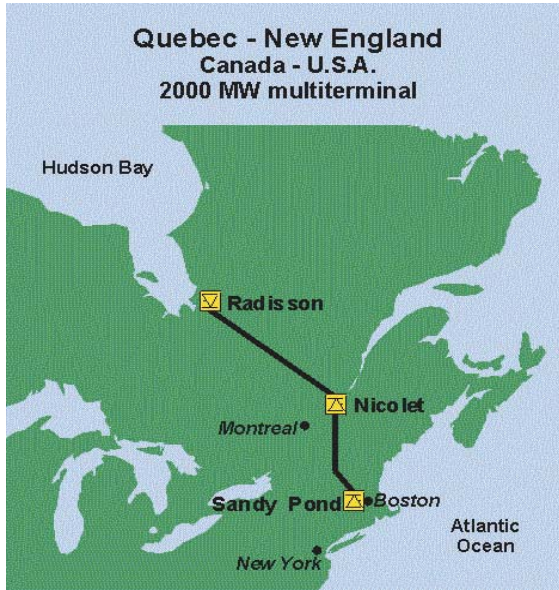 Quebec - New England
Canada - U.S.A.
2000 MW multiterminal
Hudson Bay
Radisson
Nicolet
Montreal
Sandy Pond
Boston
Atlantic
Ocean
New York